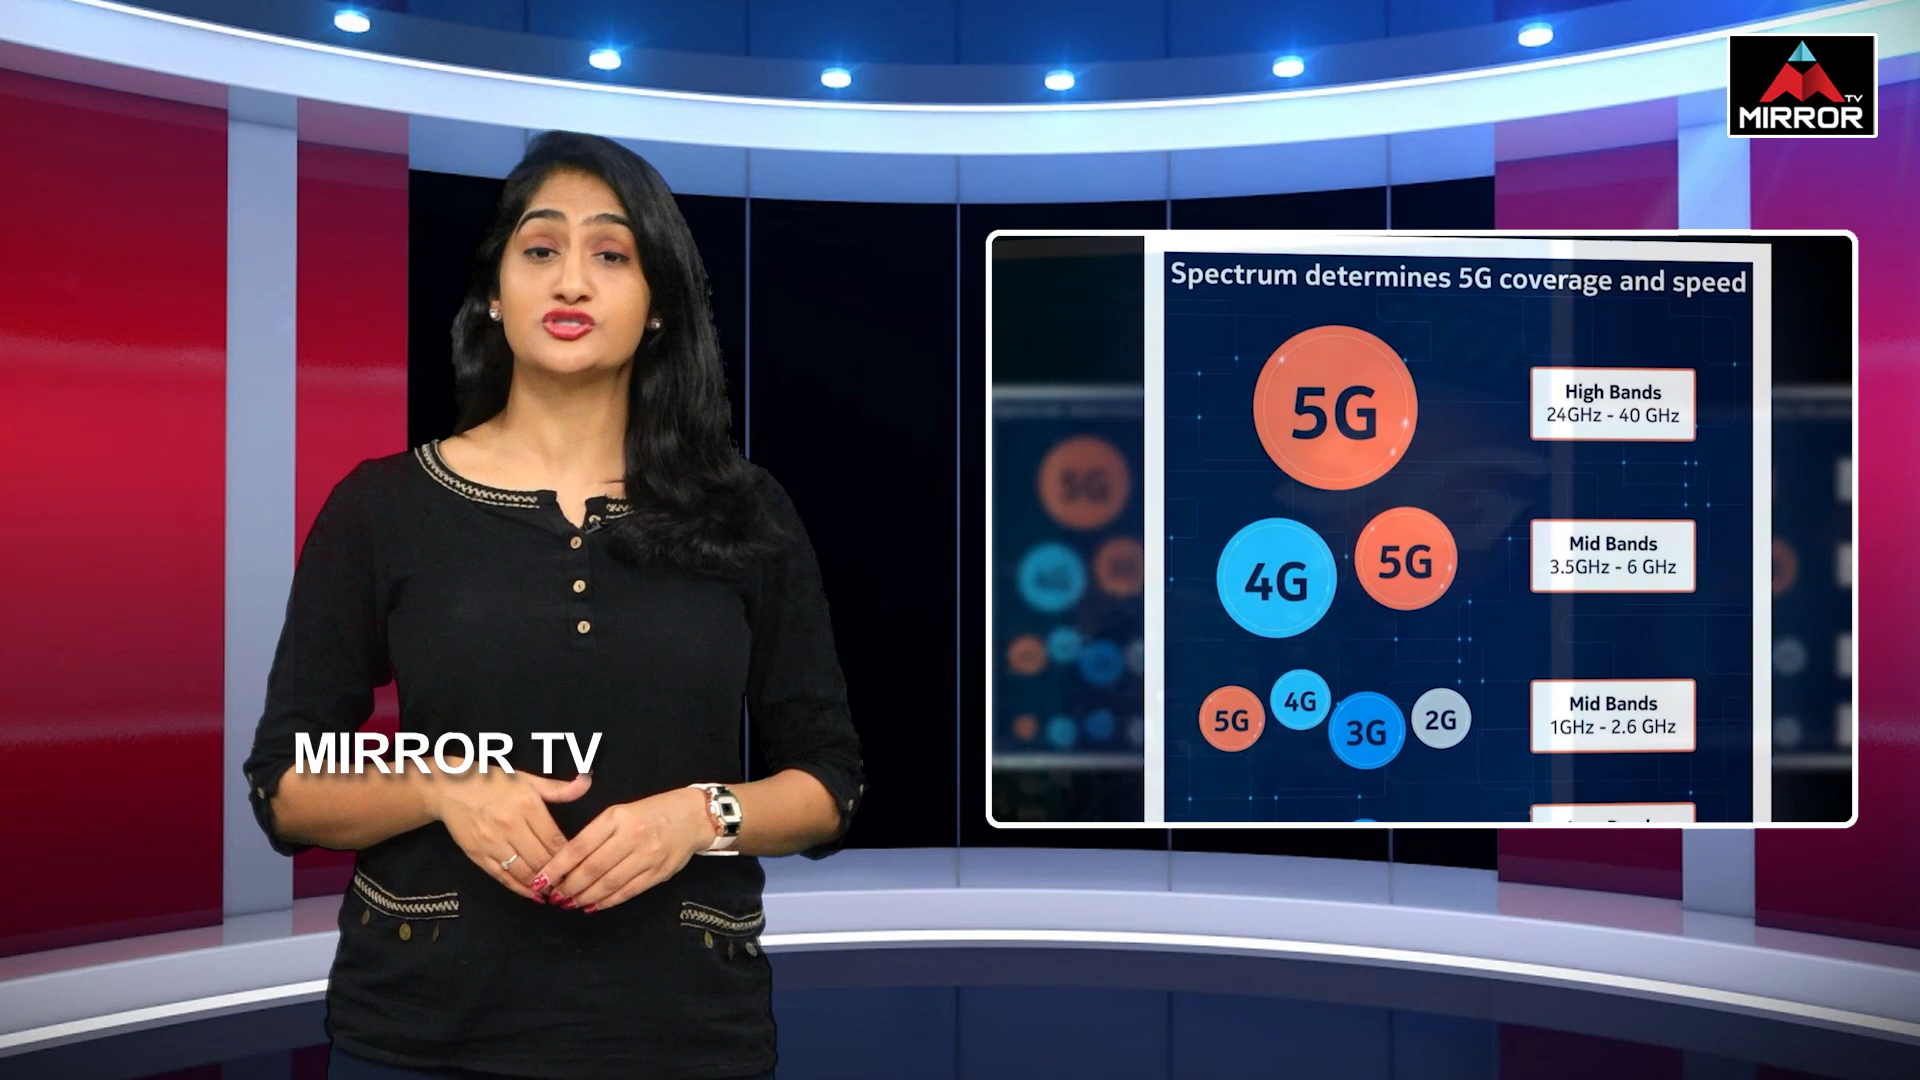 TV
MIRROR
Spectrum determines 5G coverage and speed
5G
High Bands
24GHz - 40 GHz
4G
5G
Mid Bands
3.5GHz - 6 GHz
5G
4G
3G
2G
Mid Bands
1GHz - 2.6 GHz
MIRROR TV